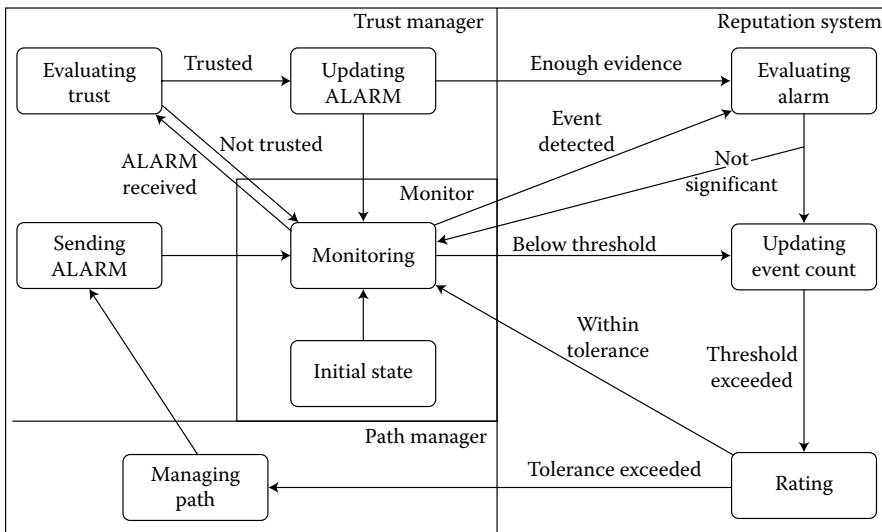 Trust manager
Reputation system
Evaluating
trust
Trusted
Updating
ALARM
Enough evidence
Evaluating
alarm
Not trusted
ALARM
received
Event
detected
Not
significant
Monitor
Sending
ALARM
Monitoring
Below threshold
Updating
event count
Initial state
Within
tolerance
Threshold
exceeded
Path manager
Managing
path
Tolerance exceeded
Rating